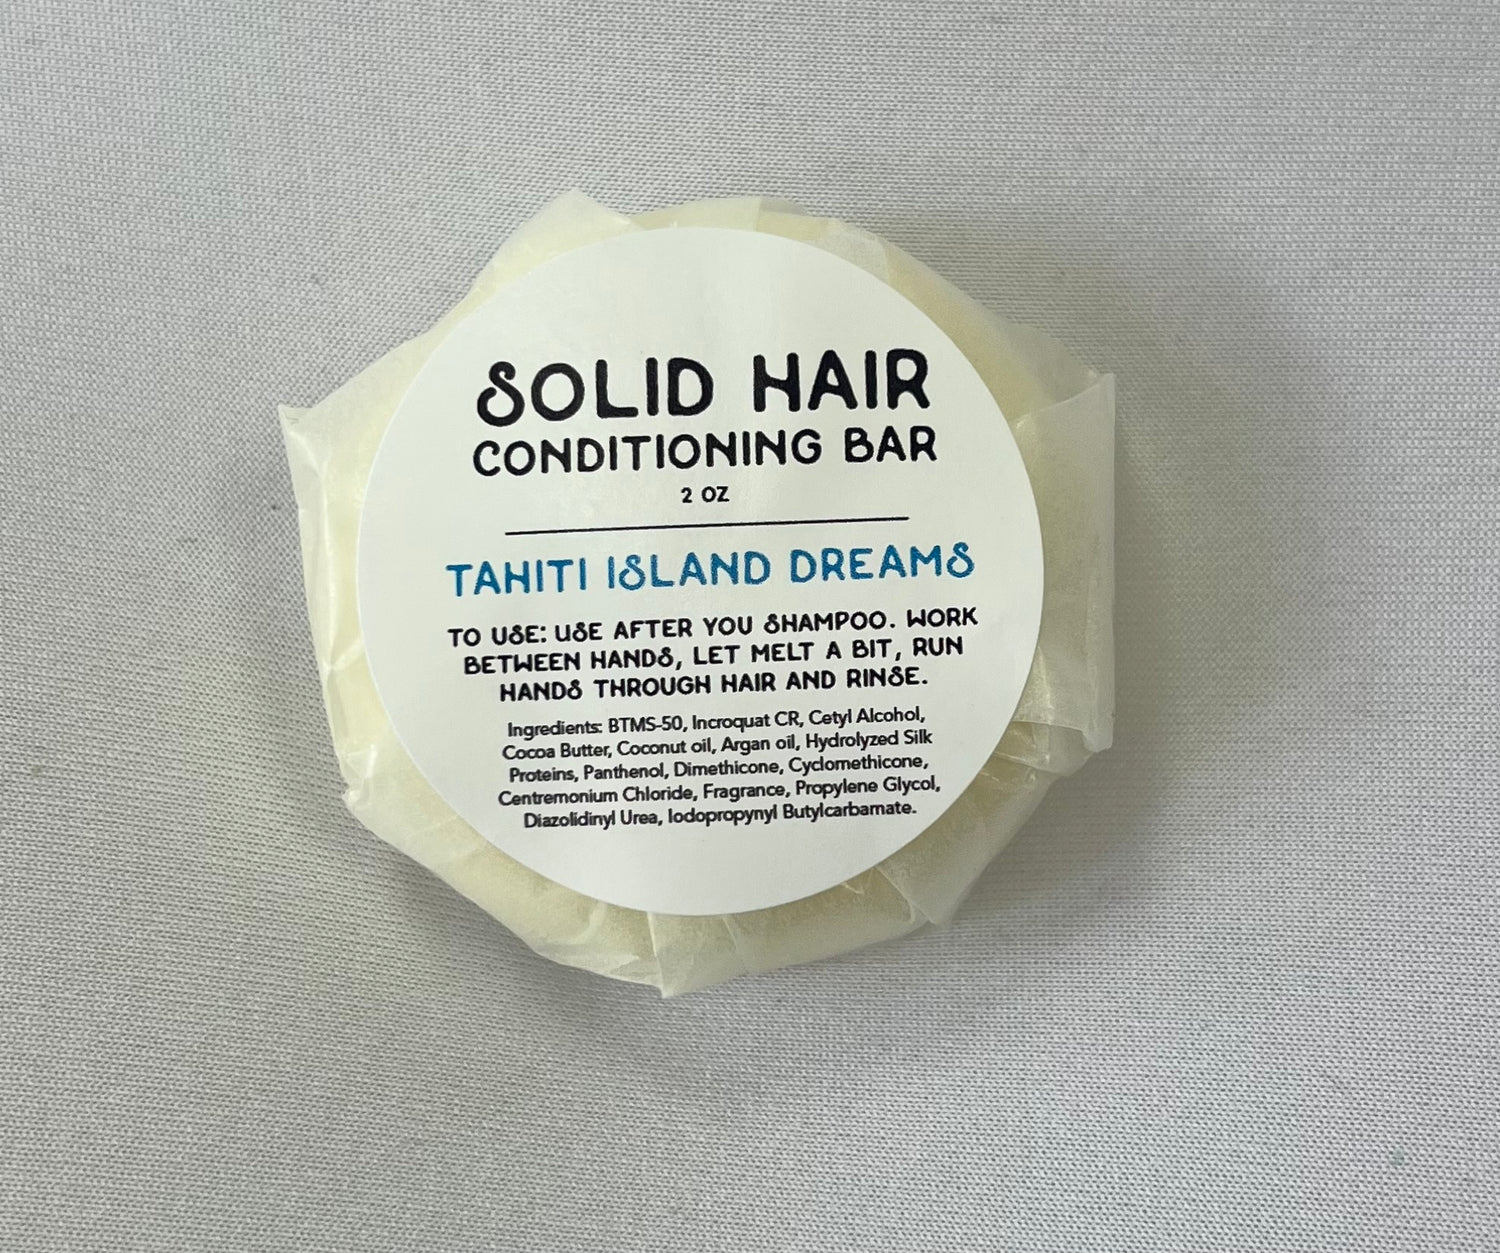 SOLID HAIR
CONDITIONING BAR
2 OZ
TAHITI ISLAND DREAMS
TO USE: USE AFTER YOU SHAMPOO. WORK
BETWEEN HANDS, LET MELT A BIT, RUN
HANDS THROUGH HAIR AND RINSE.
Ingredients: BTMS-50, Incroquat CR, Cetyl Alcohol,
Cocoa Butter, Coconut oil, Argan oil, Hydrolyzed Silk
Proteins, Panthenol, Dimethicone, Cyclomethicone,
Centremonium Chloride, Fragrance, Propylene Glycol,
Diazolidinyl Urea, Iodopropynyl Butylcarbamate.